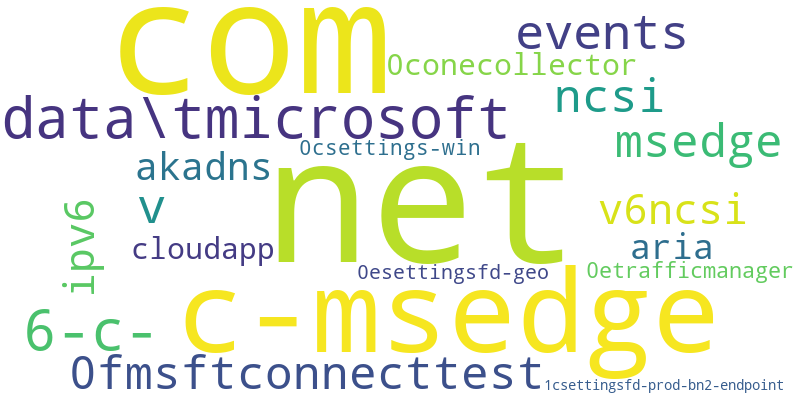 com
events
0conecollector
ncsi
data\tmicrosoft
msedge
0csettings-win
akadns
net
v
v6ncsi
ipv6
cloudapp
aria
0esettingsfd-geo
0etrafficmanager
c-msedge
6-c-
0fmsftconnecttest
1csettingsfd-prod-bn2-endpoint